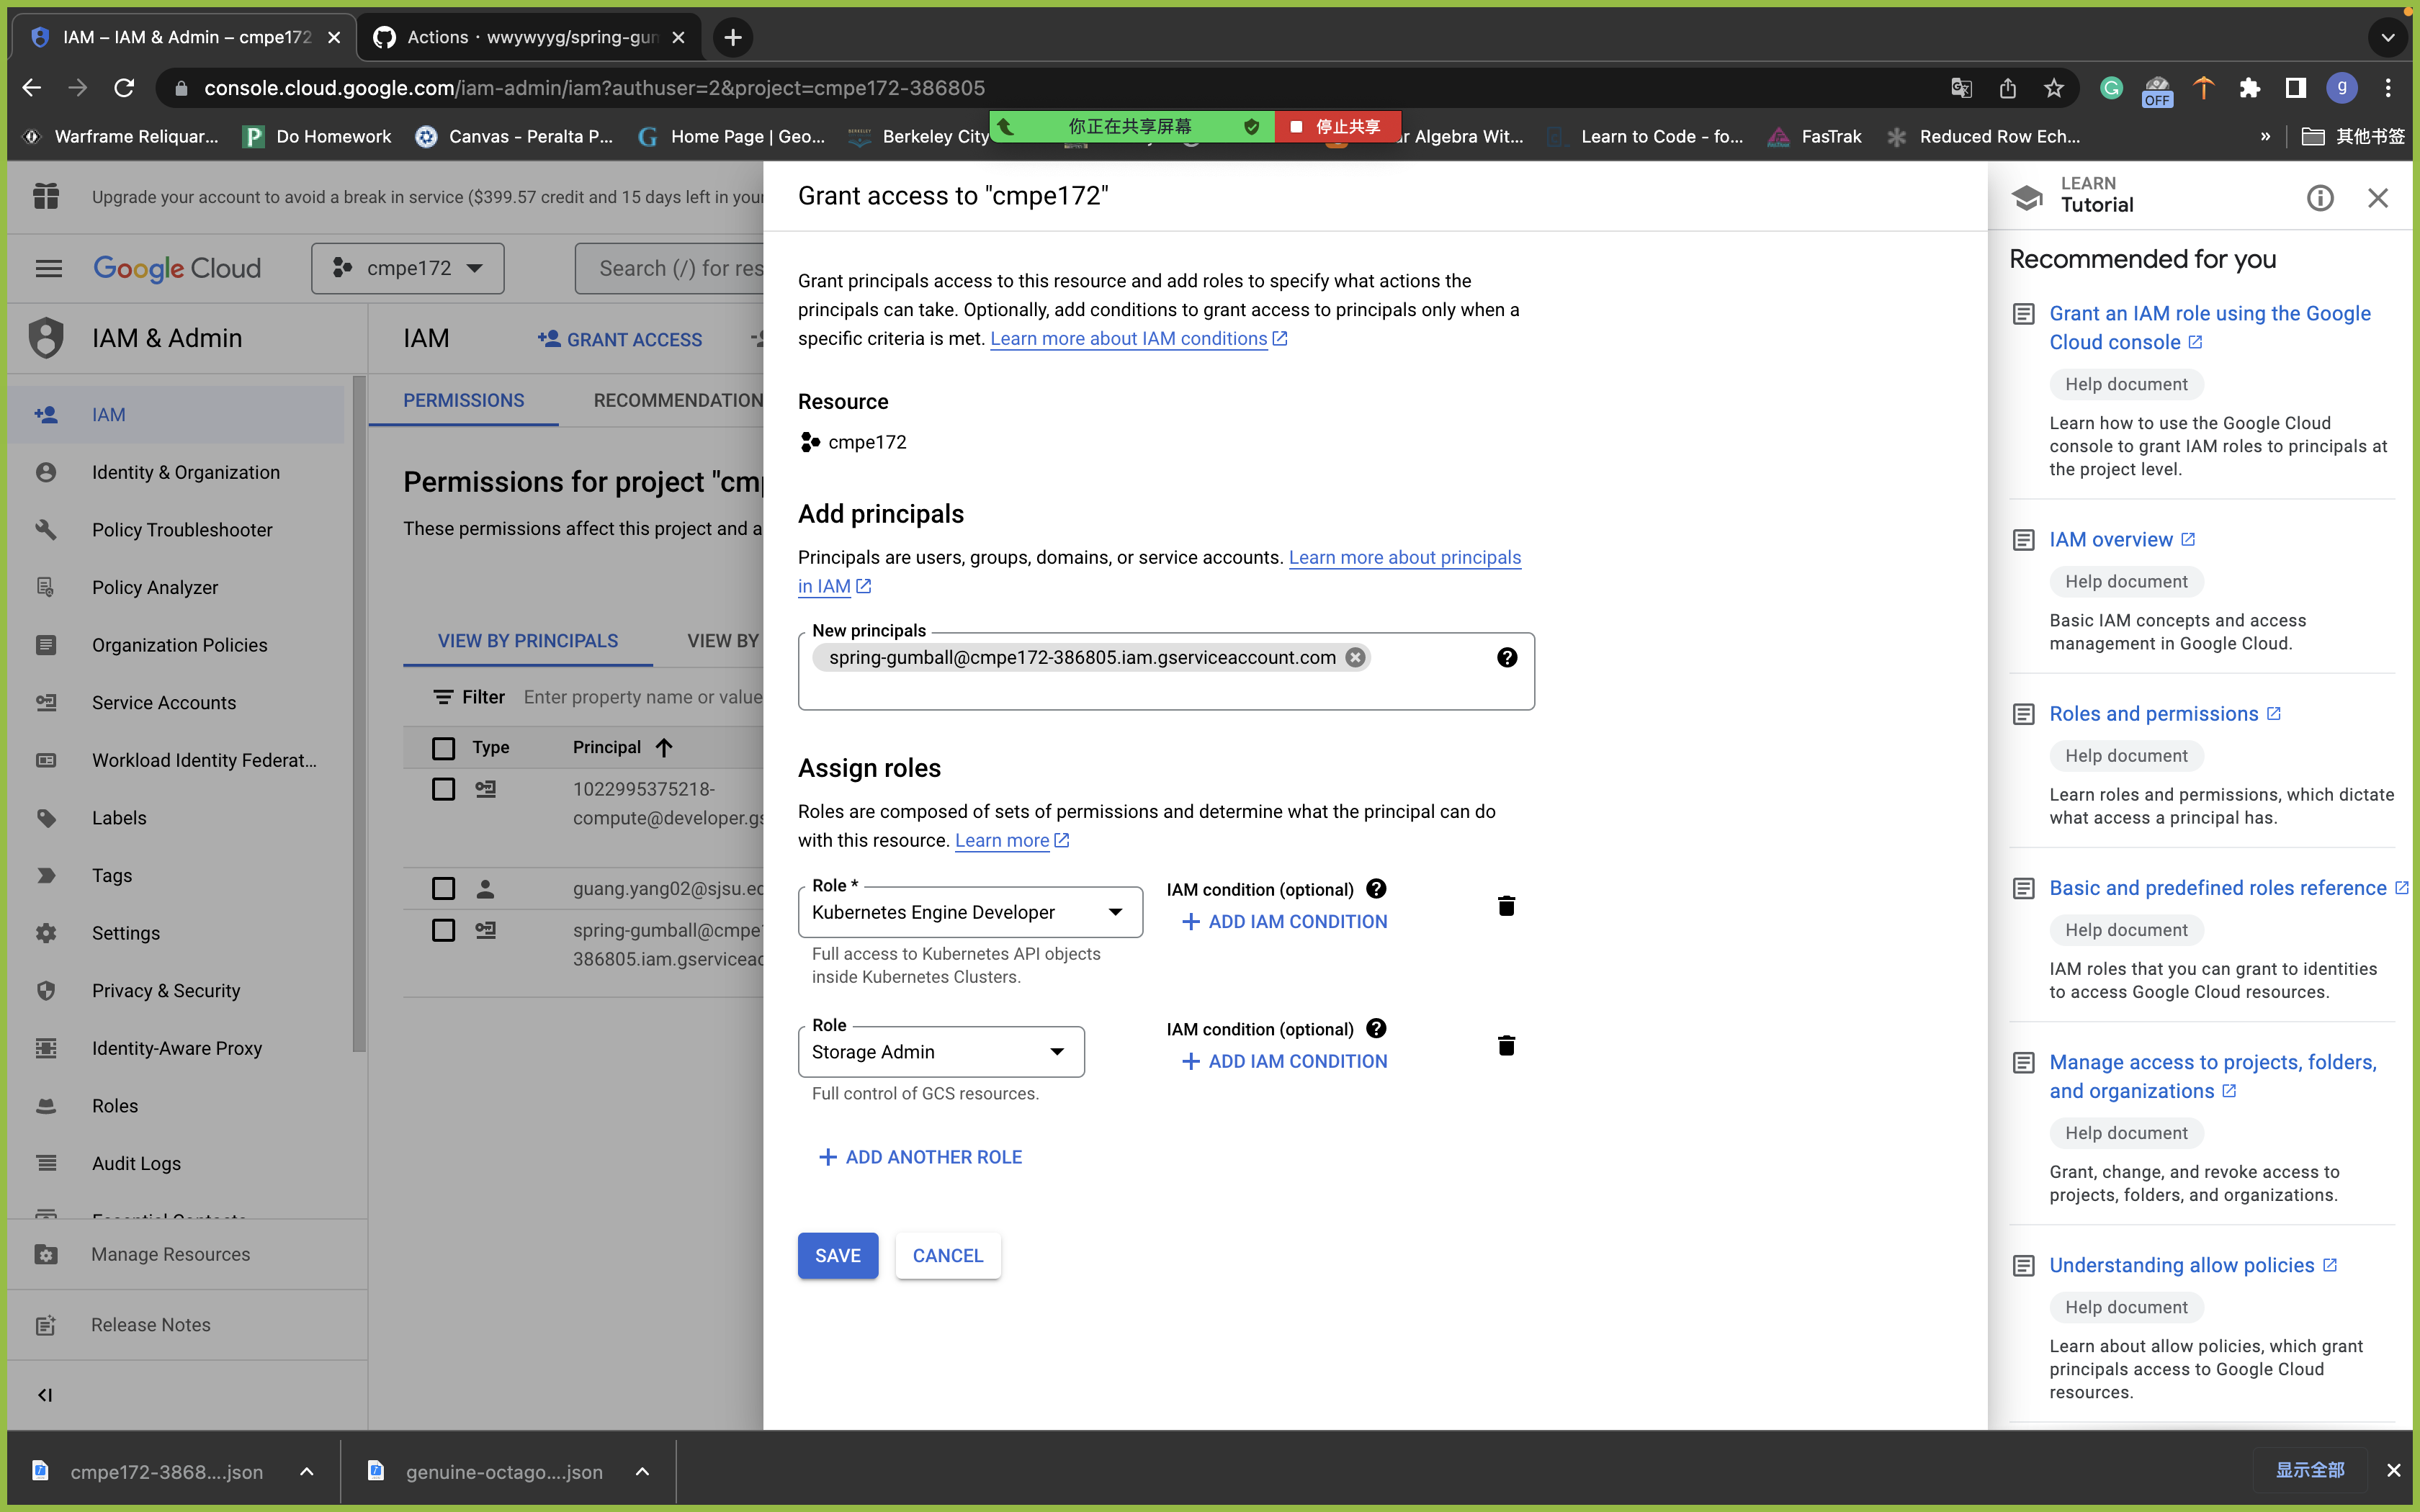 IAM – IAM & Admin – cmpe172
Actions · wwywyyg/spring-gun
console.cloud.google.com/iam-admin/iam?authuser=2&project=cmpe172-386805
OFF
g
Warframe Reliquar...
Do Homework
Canvas - Peralta P...
Home Page | Geo...
Berkeley City
你正在共享屏幕
停止共享
r Algebra Wit...
Learn to Code - fo...
FasTrak
Reduced Row Ech...
»
其他书签
Upgrade your account to avoid a break in service ($399.57 credit and 15 days left in your
Google Cloud
cmpe172
Search (/) for res
IAM & Admin
IAM
Identity & Organization
Policy Troubleshooter
Policy Analyzer
Organization Policies
Service Accounts
Workload Identity Federat...
Labels
Tags
Settings
Privacy & Security
Identity-Aware Proxy
Roles
Audit Logs
Essential Contacts
Manage Resources
Release Notes
IAM
GRANT ACCESS
PERMISSIONS
RECOMMENDATION
Permissions for project "cmp
These permissions affect this project and a
VIEW BY PRINCIPALS
VIEW BY
Filter Enter property name or value
Type Principal
1022995375218-
compute@developer.gs
guang.yang02@sjsu.ed
spring-gumball@cmpe
386805.iam.gserviceac
Grant access to "cmpe172"
Grant principals access to this resource and add roles to specify what actions the
principals can take. Optionally, add conditions to grant access to principals only when a
specific criteria is met. Learn more about IAM conditions
Resource
cmpe172
Add principals
Principals are users, groups, domains, or service accounts. Learn more about principals
in IAM
New principals
spring-gumball@cmpe172-386805.iam.gserviceaccount.com
Assign roles
Roles are composed of sets of permissions and determine what the principal can do
with this resource. Learn more
Role *
Kubernetes Engine Developer
IAM condition (optional)
ADD IAM CONDITION
Full access to Kubernetes API objects
inside Kubernetes Clusters.
Role
Storage Admin
IAM condition (optional)
ADD IAM CONDITION
Full control of GCS resources.
ADD ANOTHER ROLE
SAVE
CANCEL
LEARN
Tutorial
Recommended for you
Grant an IAM role using the Google
Cloud console
Help document
Learn how to use the Google Cloud
console to grant IAM roles to principals at
the project level.
IAM overview
Help document
Basic IAM concepts and access
management in Google Cloud.
Roles and permissions
Help document
Learn roles and permissions, which dictate
what access a principal has.
Basic and predefined roles reference
Help document
IAM roles that you can grant to identities
to access Google Cloud resources.
Manage access to projects, folders,
and organizations
Help document
Grant, change, and revoke access to
projects, folders, and organizations.
Understanding allow policies
Help document
Learn about allow policies, which grant
principals access to Google Cloud
resources.
cmpe172-3868....json
genuine-octago....json
显示全部